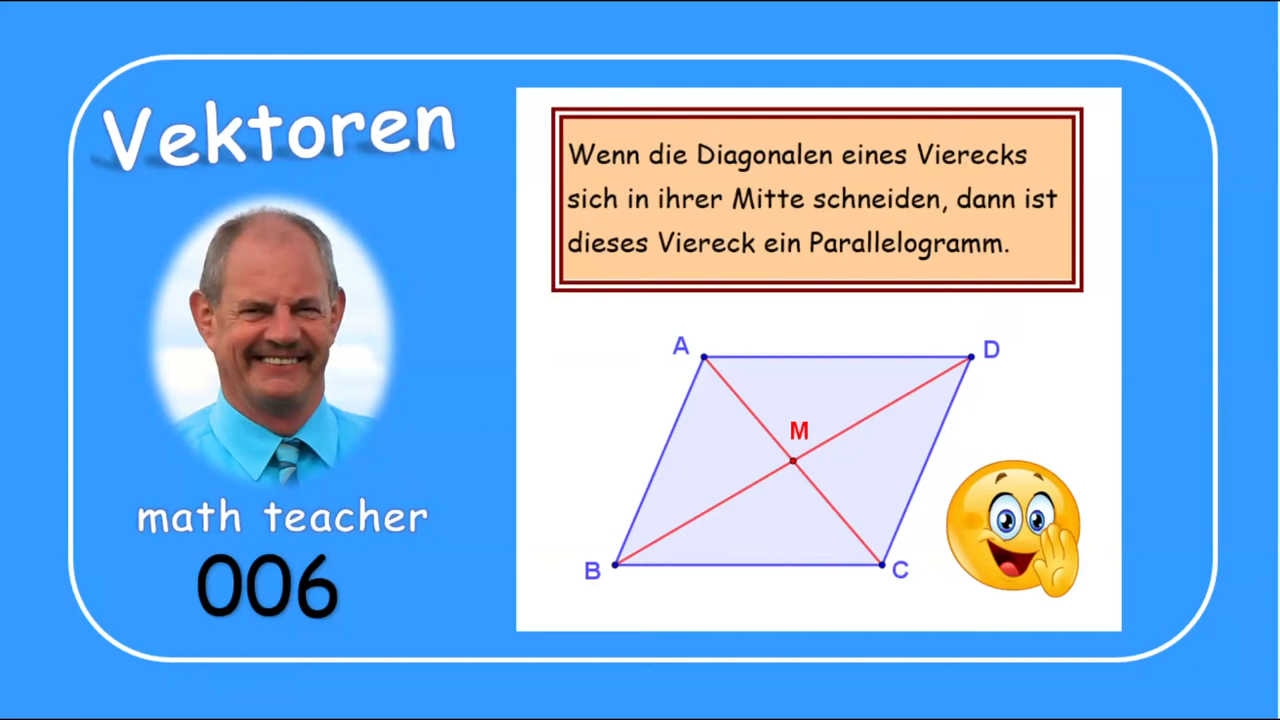 Vektoren
math teacher
006
Wenn die Diagonalen eines Vierecks
sich in ihrer Mitte schneiden, dann ist
dieses Viereck ein Parallelogramm.
A
D
M
B
C